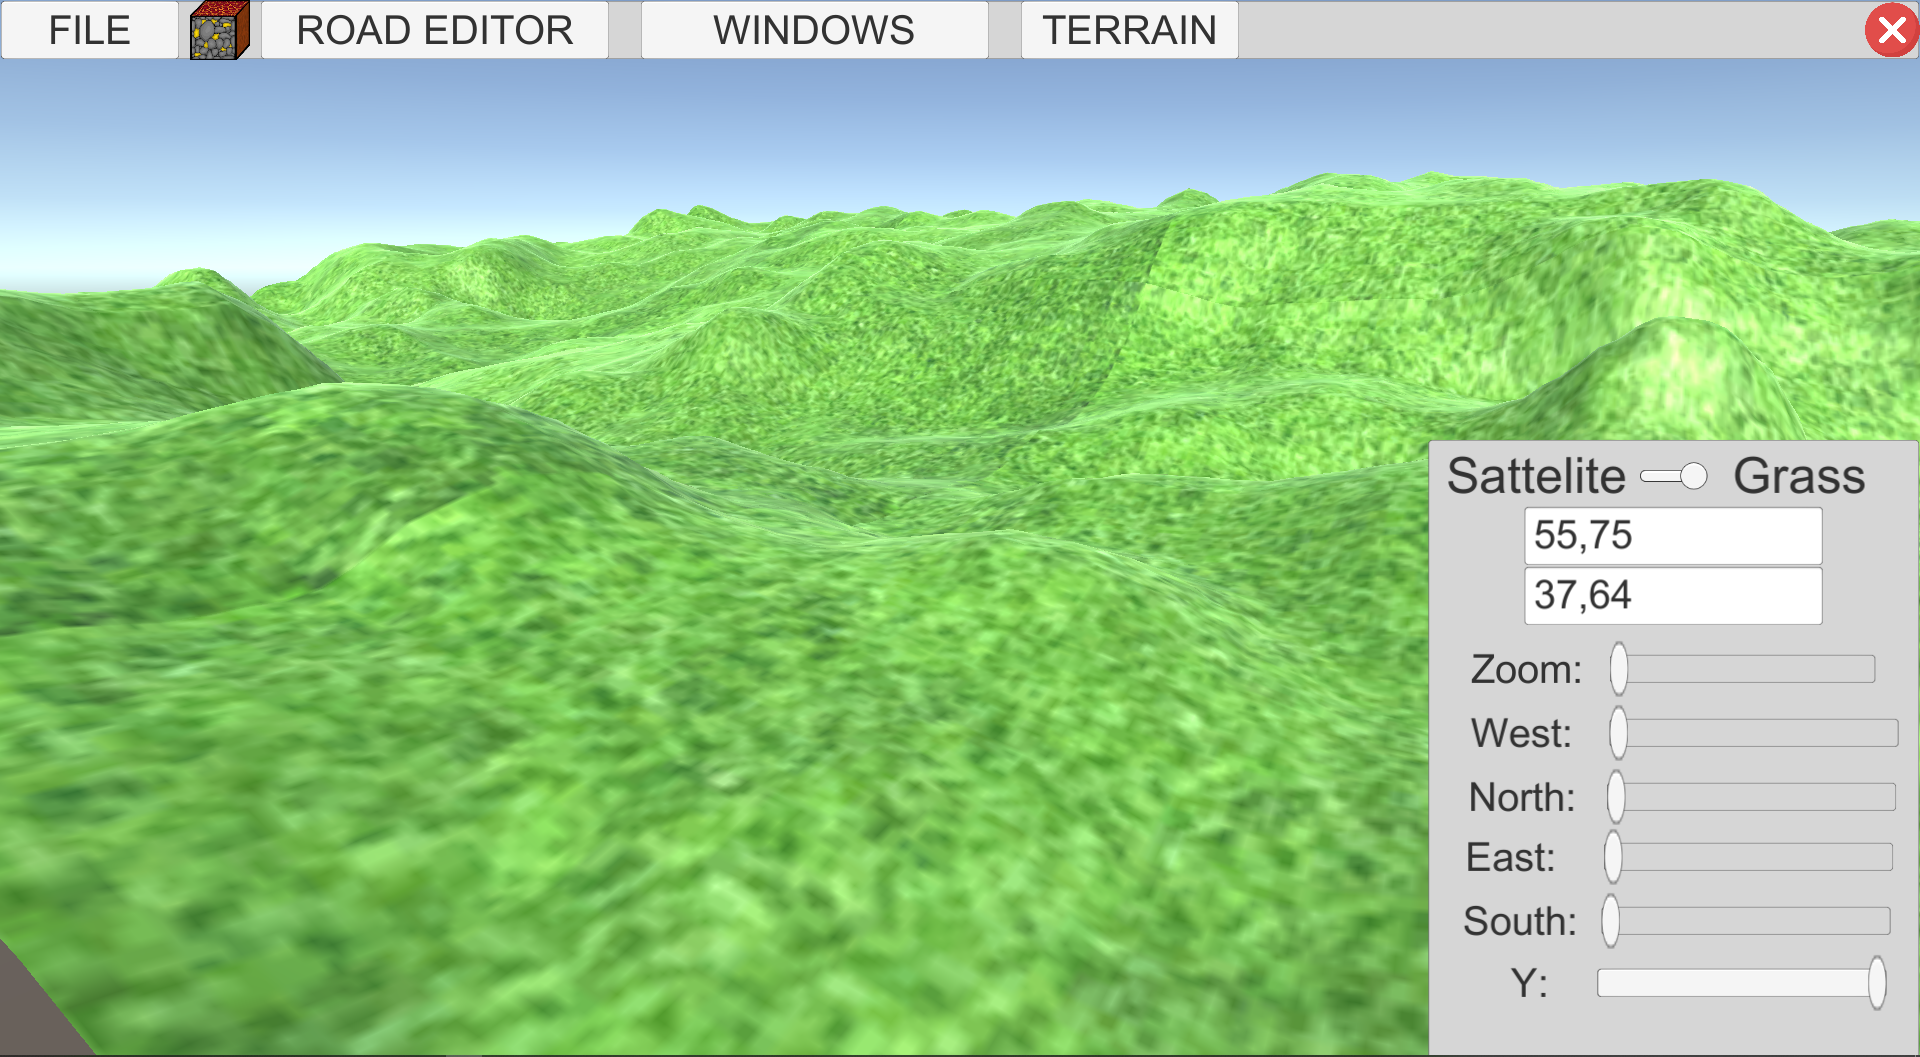 FILE
ROAD EDITOR
WINDOWS
TERRAIN
Sattelite Grass
55,75
37,64
Zoom:
West:
North:
East:
South:
Y: